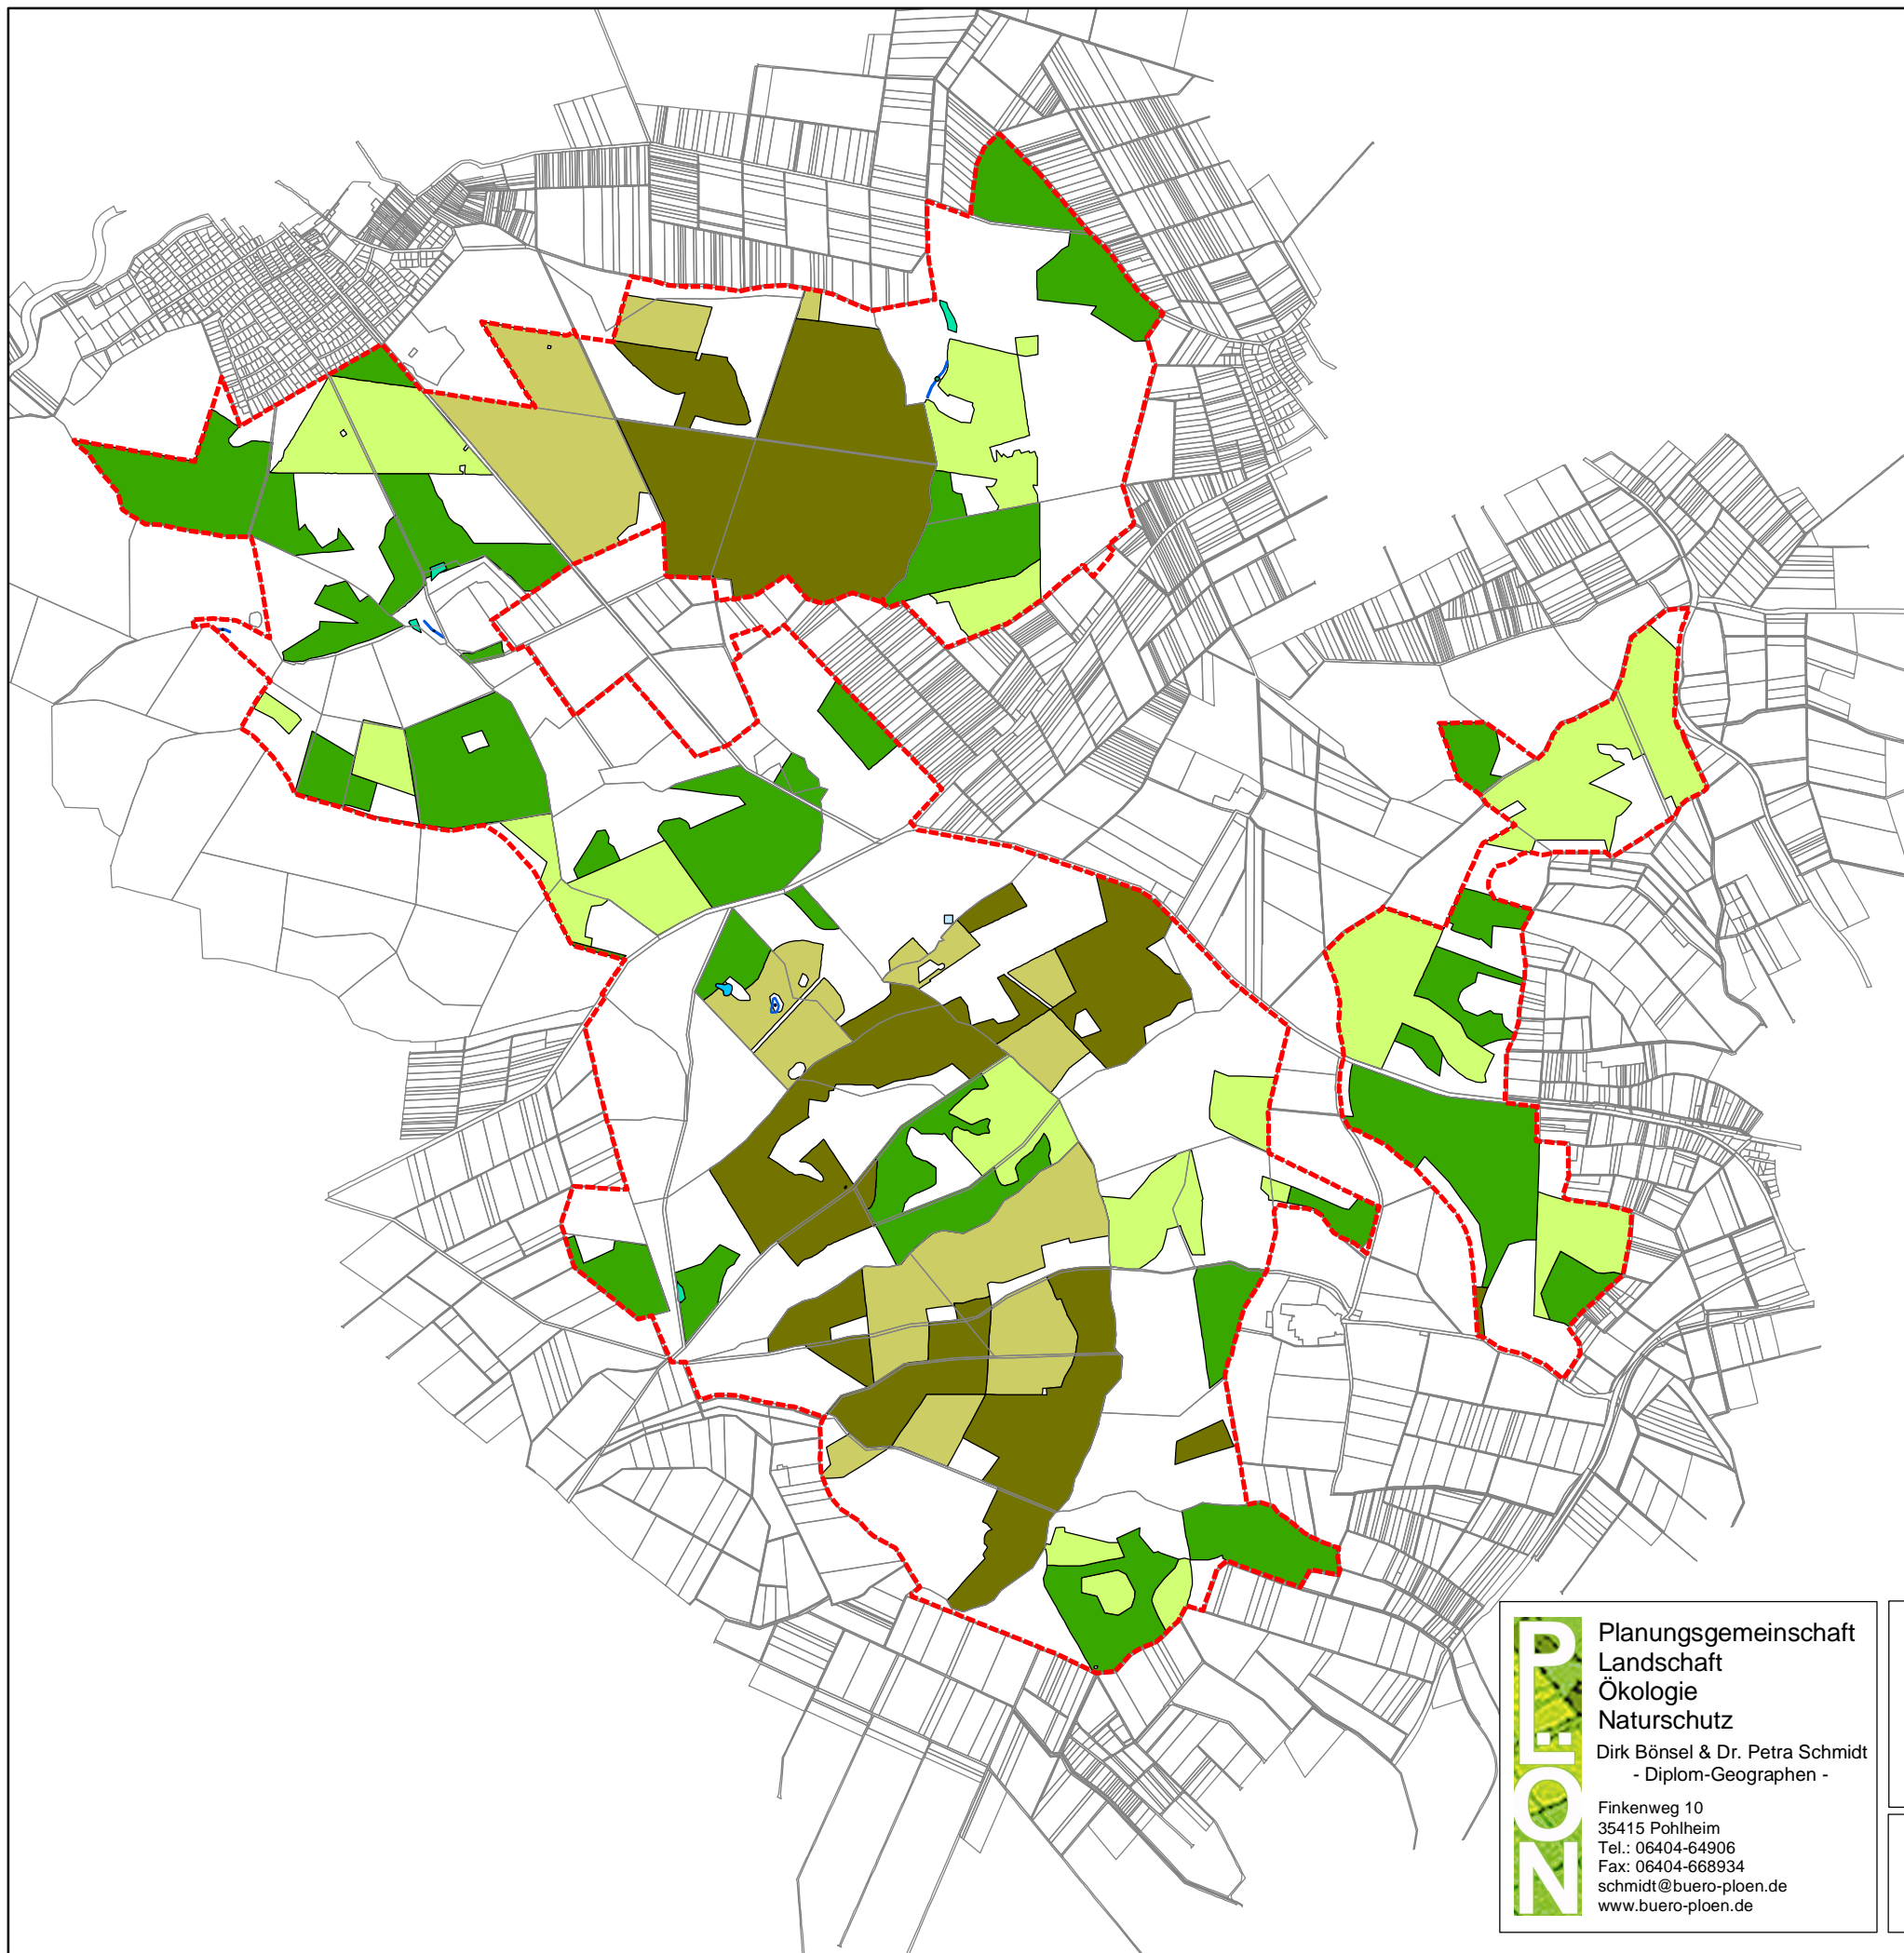 PLÖN
Planungsgemeinschaft
Landschaft
Ökologie
Naturschutz
Dirk Bönsel & Dr. Petra Schmidt
- Diplom-Geographen -
Finkenweg 10
35415 Pohlheim
Tel.: 06404-64906
Fax: 06404-668934
schmidt@buero-ploen.de
www.buero-ploen.de